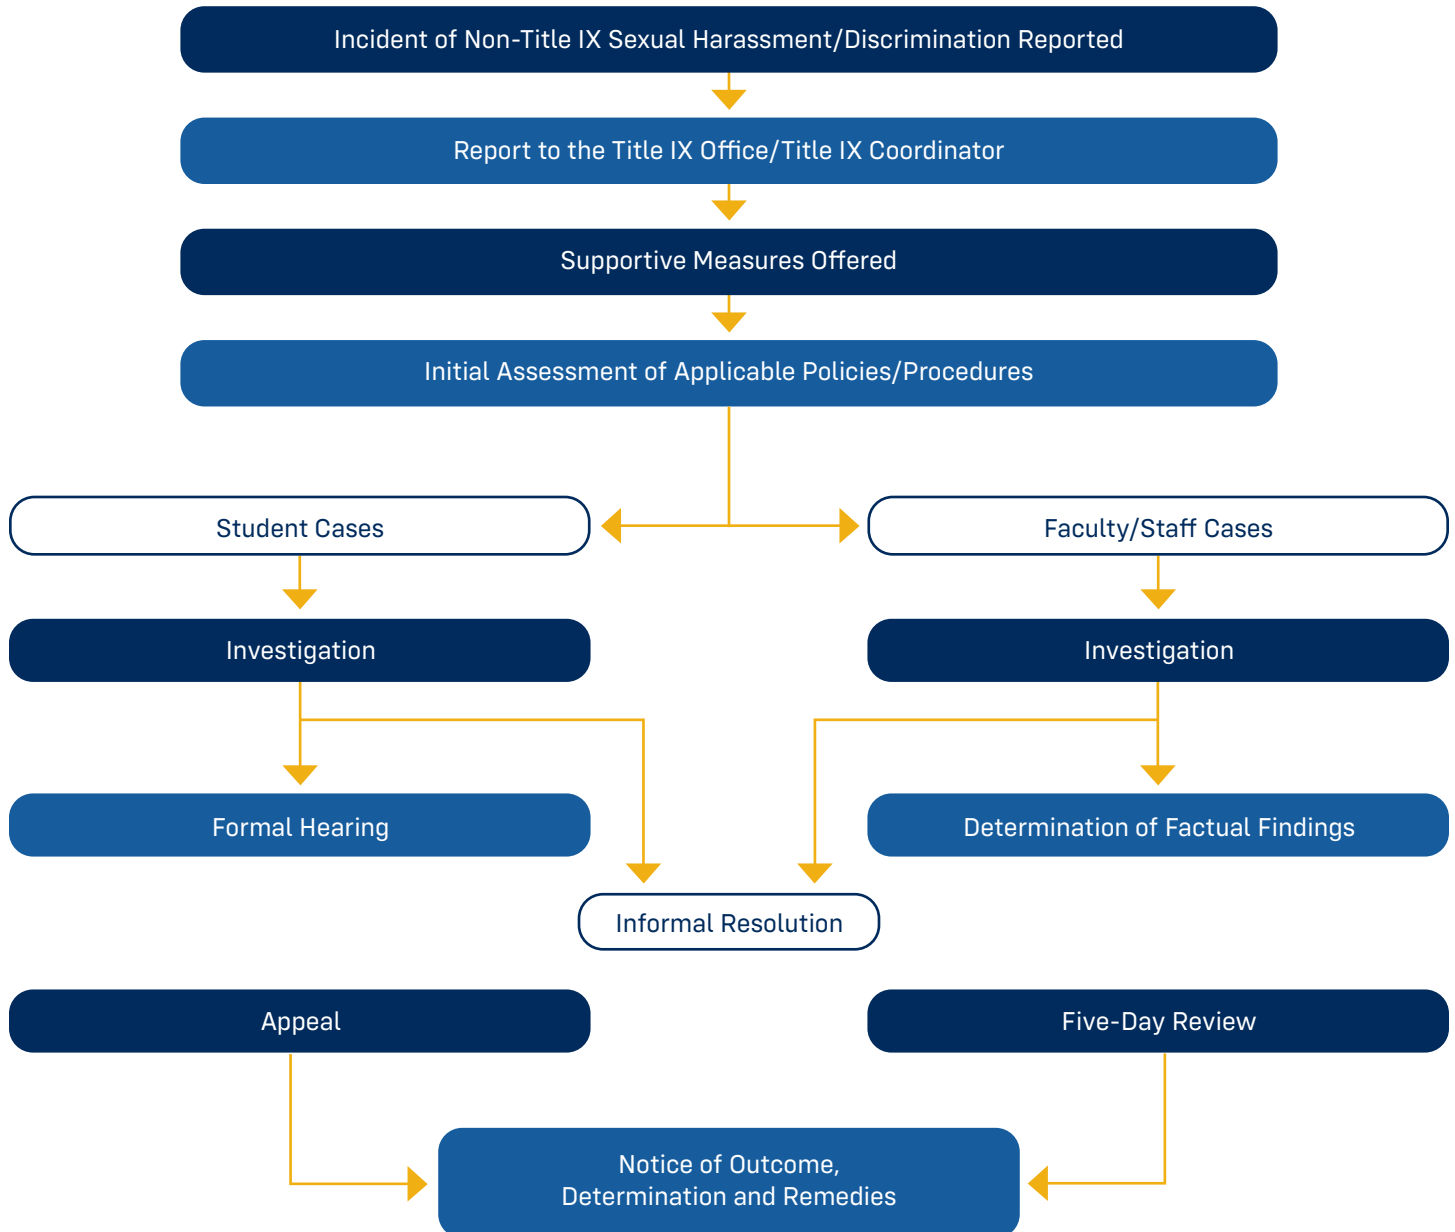 Incident of Non-Title IX Sexual Harassment/Discrimination Reported
Report to the Title IX Office/Title IX Coordinator
Supportive Measures Offered
Initial Assessment of Applicable Policies/Procedures
Student Cases
Faculty/Staff Cases
Investigation
Investigation
Formal Hearing
Determination of Factual Findings
Informal Resolution
Appeal
Five-Day Review
Notice of Outcome,
Determination and Remedies